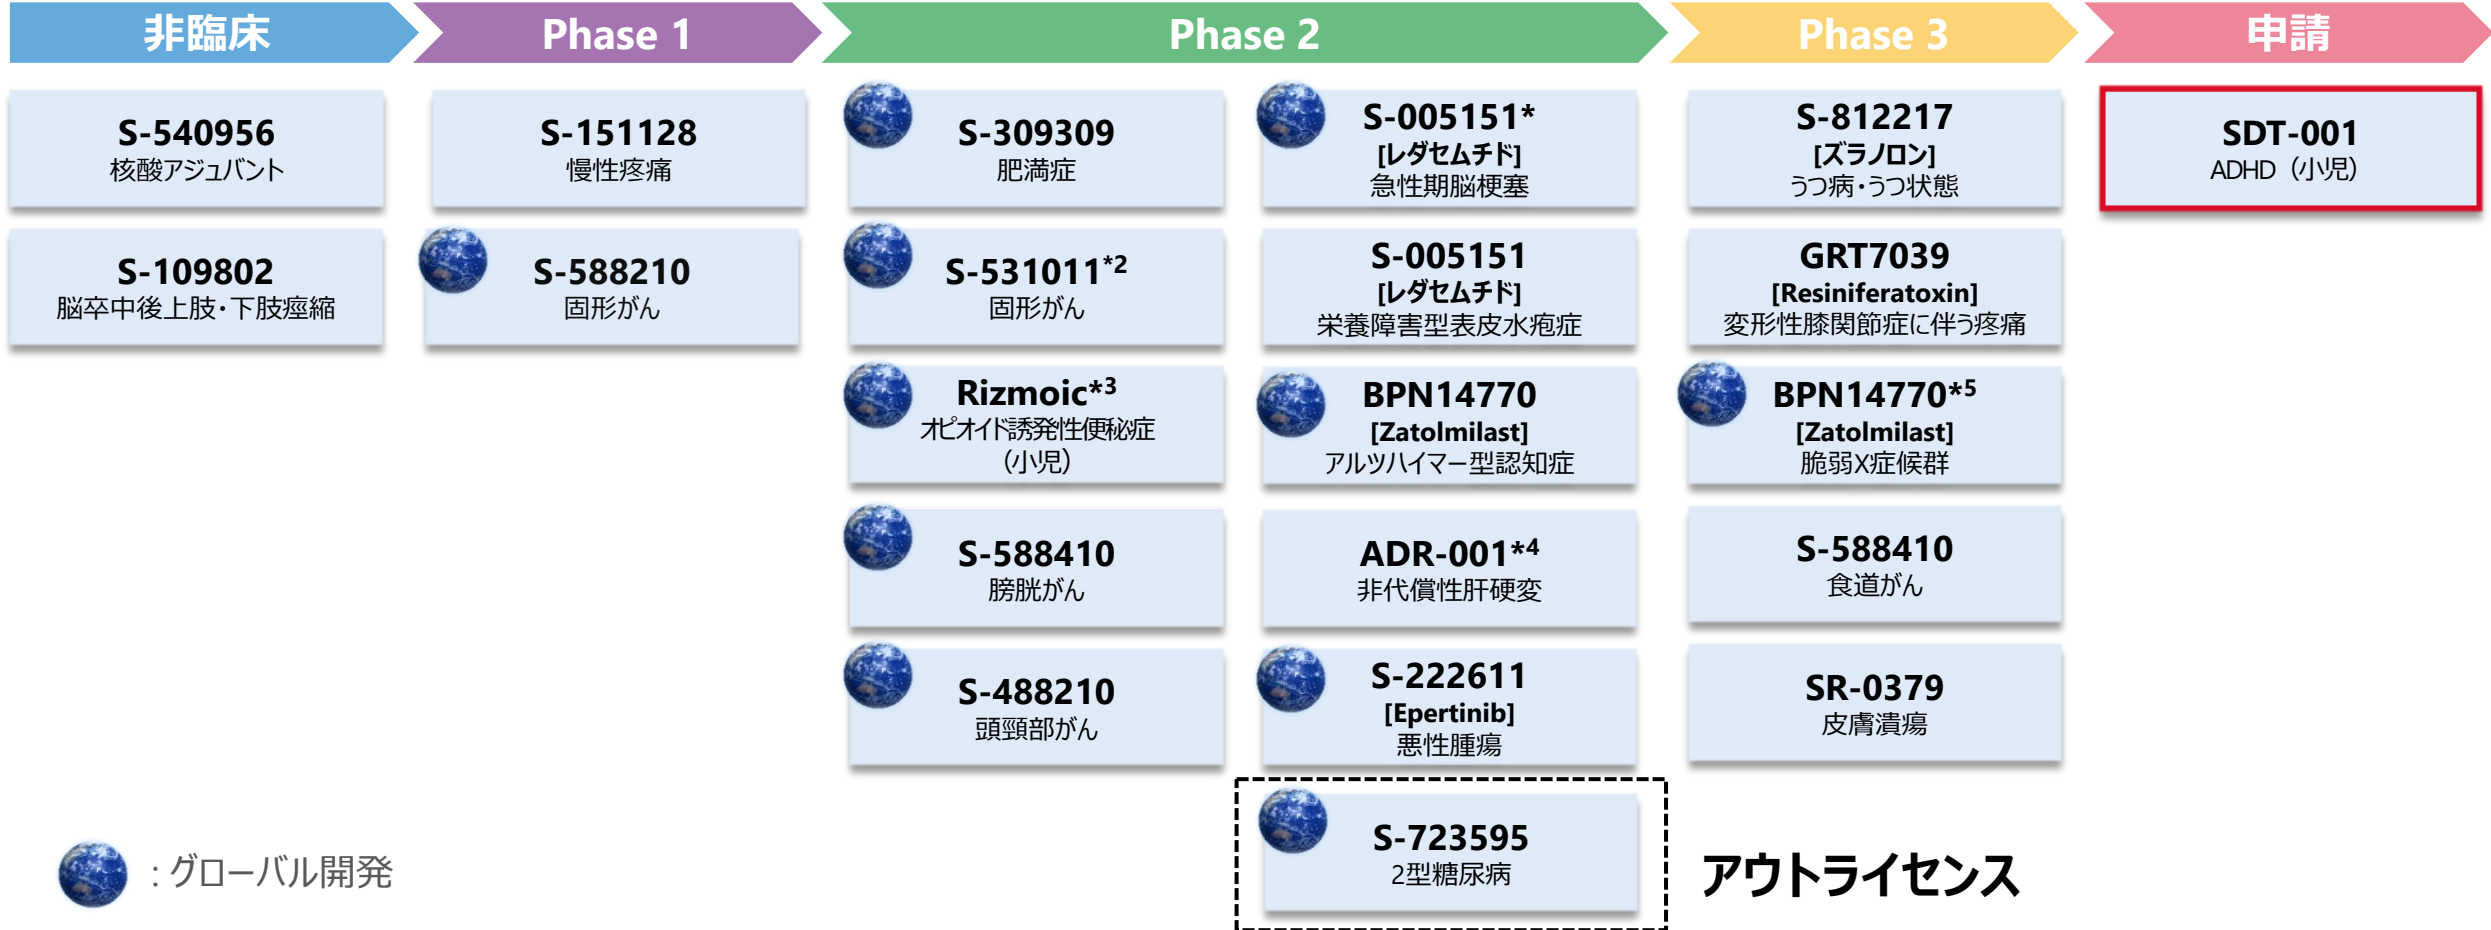 非臨床
Phase 1
Phase 2
Phase 3
申請
S-540956
核酸アジュバント
S-109802
脳卒中後上肢・下肢痙縮
S-151128
慢性疼痛
S-588210
固形がん
S-309309
肥満症
S-531011*2
固形がん
Rizmoic*3
オピオイド誘発性便秘症
（小児）
S-588410
膀胱がん
S-488210
頭頸部がん
S-005151*
[レダセムチド]
急性期脳梗塞
S-005151
[レダセムチド]
栄養障害型表皮水疱症
BPN14770
[Zatolmilast]
アルツハイマー型認知症
ADR-001*4
非代償性肝硬変
S-222611
[Epertinib]
悪性腫瘍
S-723595
2型糖尿病
S-812217
[ズラノロン]
うつ病・うつ状態
GRT7039
[Resiniferatoxin]
変形性膝関節症に伴う疼痛
BPN14770*5
[Zatolmilast]
脆弱X症候群
S-588410
食道がん
SR-0379
皮膚潰瘍
SDT-001
ADHD（小児）
：グローバル開発
アウトライセンス